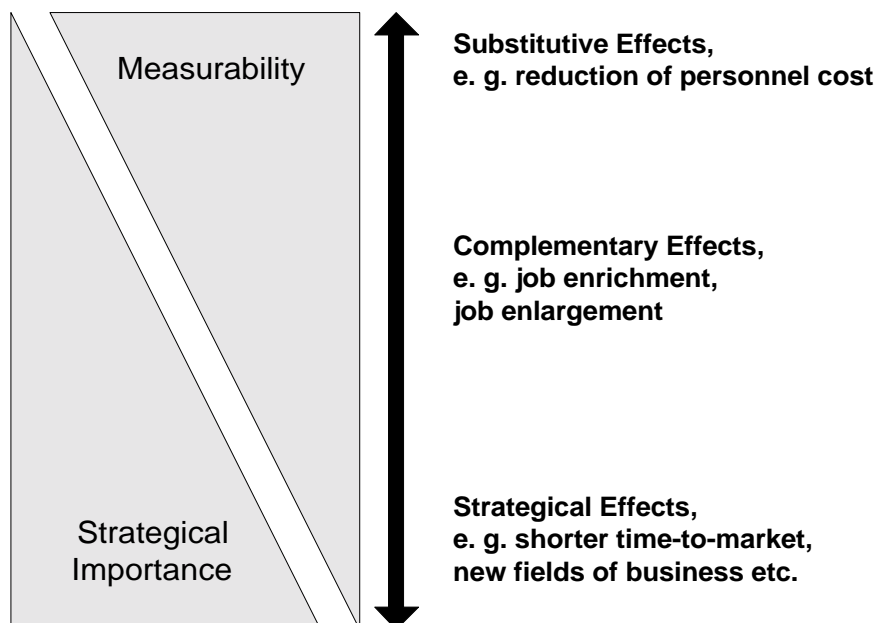 Measurability
Substitutive Effects,
e. g. reduction of personnel cost
Complementary Effects,
e. g. job enrichment,
job enlargement
Strategical
Importance
Strategical Effects,
e. g. shorter time-to-market,
new fields of business etc.